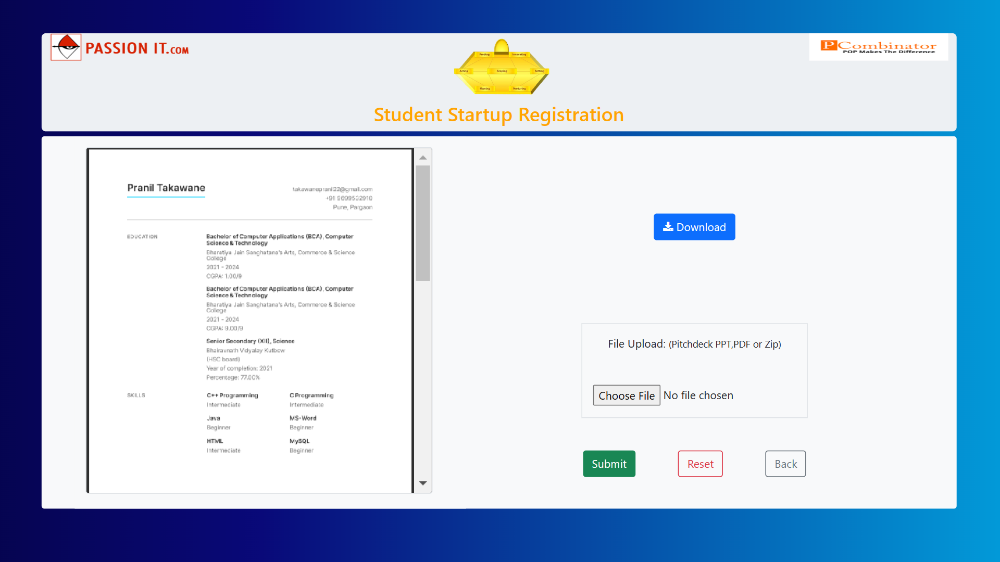 PASSION IT.COM
Probing
Innovating
Acting
Scoping
Setting
Owning
Nurturing
PCombinator
POP Makes The Difference
Student Startup Registration
Pranil Takawane
takawanepranil22@gmail.com
+91 9699532910
Pune, Pargaon
EDUCATION
Bachelor of Computer Applications (BCA), Computer
Science & Technology
Bharatiya Jain Sanghatana's Arts, Commerce & Science
College
2021 - 2024
CGPA: 1.00/9
Bachelor of Computer Applications (BCA), Computer
Science & Technology
Bharatiya Jain Sanghatana's Arts, Commerce & Science
College
2021 - 2024
CGPA: 9.00/9
Senior Secondary (XII), Science
Bhairavnath Vidyalay Kutbow
(HSC board)
Year of completion: 2021
Percentage: 77.00%
SKILLS
C++ Programming
C Programming
Intermediate
Intermediate
Java
MS-Word
Beginner
Beginner
HTML
MySQL
Intermediate
Beginner
Download
File Upload: (Pitchdeck PPT,PDF or Zip)
Choose File No file chosen
Submit
Reset
Back